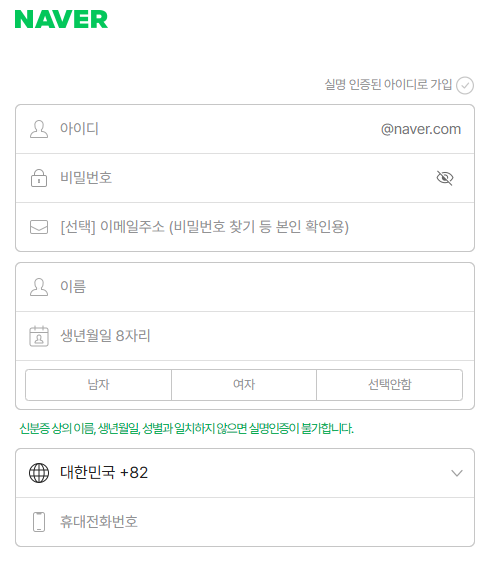 NAVER
실명 인증된 아이디로 가입
아이디 @naver.com
비밀번호
[선택] 이메일주소 (비밀번호 찾기 등 본인 확인용)
이름
생년월일 8자리
남자 여자 선택안함
신분증 상의 이름, 생년월일, 성별과 일치하지 않으면 실명인증이 불가합니다.
대한민국 +82
휴대전화번호